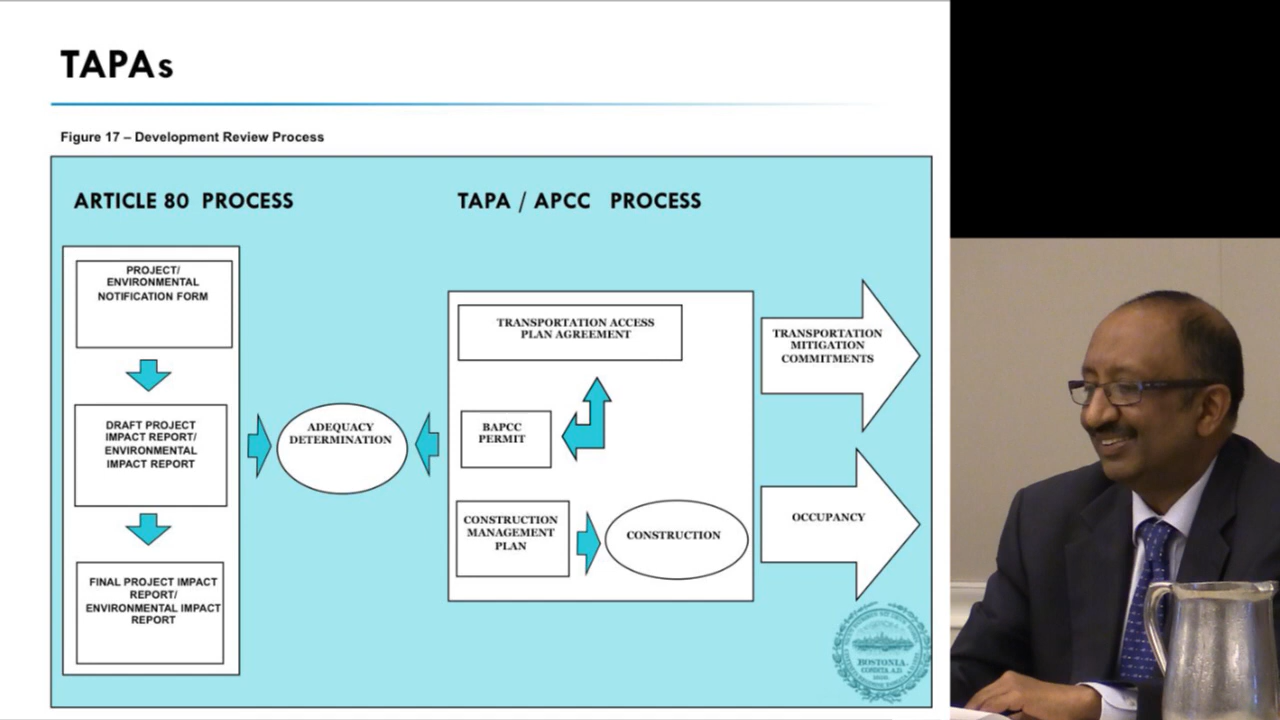 TAPAs
Figure 17 – Development Review Process
ARTICLE 80 PROCESS
TAPA / APCC PROCESS
PROJECT/
ENVIRONMENTAL
NOTIFICATION FORM
DRAFT PROJECT
IMPACT REPORT/
ENVIRONMENTAL
IMPACT REPORT
FINAL PROJECT IMPACT
REPORT/
ENVIRONMENTAL IMPACT
REPORT
ADEQUACY
DETERMINATION
TRANSPORTATION ACCESS
PLAN AGREEMENT
BAPCC
PERMIT
CONSTRUCTION
MANAGEMENT
PLAN
CONSTRUCTION
TRANSPORTATION
MITIGATION
COMMITMENTS
OCCUPANCY
BOSTONIA
CONDITA A.D.